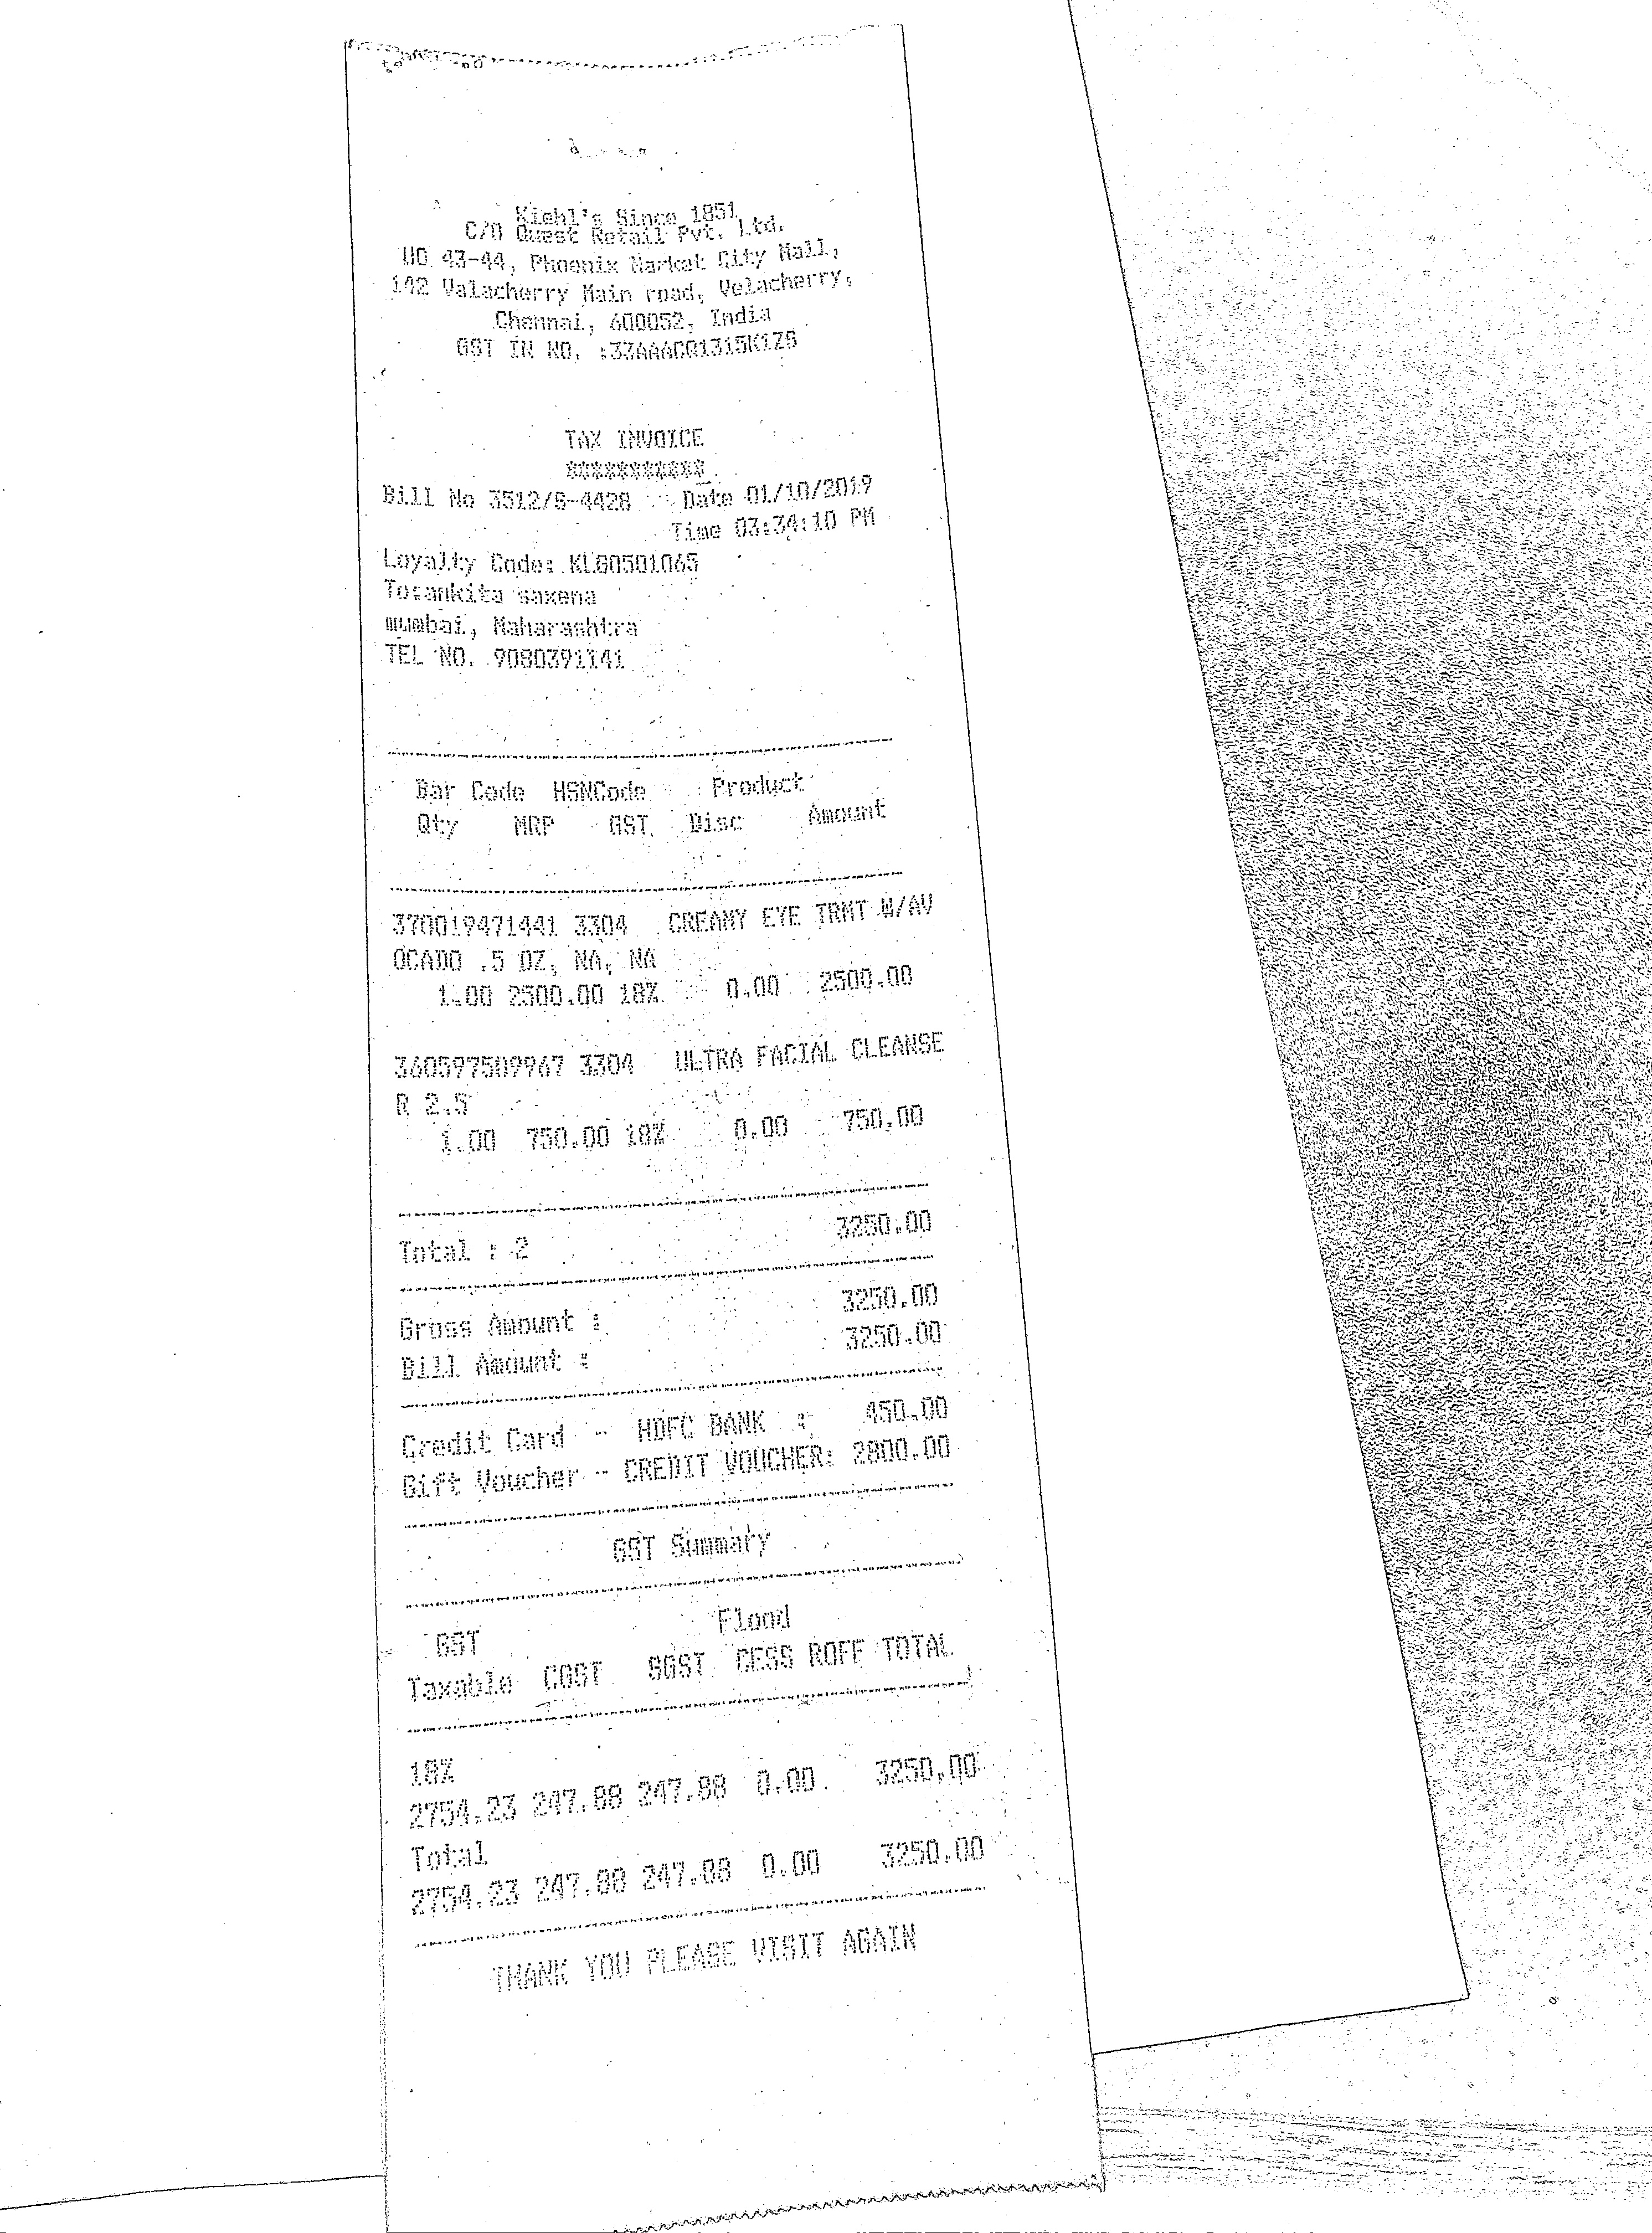 Kiehl's Since 1851
C/O Quest Retail Pvt. Ltd.
UG 43-44, Phoenix Market City Mall,
142 Valacherry Main road, Velacherry,
Chennai, 600052, India
GST IN NO. :33AAACQ1315K1Z5
TAX INVOICE
***********
Bill No 3512/S-4428 Date 01/10/2019
Time 03:34:10 PM
Loyalty Code: KLG0501065
To:ankita saxena
mumbai, Maharashtra
TEL NO. 9080391141
Bar Code HSNCode Product
Qty MRP GST Disc Amount
370019471441 3304 CREAMY EYE TRMT W/AV
OCADO .5 OZ, NA, NA
1.00 2500.00 18% 0.00 2500.00
360597509967 3304 ULTRA FACIAL CLEANSE
R 2.5
1.00 750.00 18% 0.00 750.00
Total : 2 3250.00
Gross Amount : 3250.00
Bill Amount : 3250.00
Credit Card - HDFC BANK : 450.00
Gift Voucher - CREDIT VOUCHER: 2800.00
GST Summary
GST Flood
Taxable CGST SGST CESS ROFF TOTAL
18%
2754.23 247.88 247.88 0.00 3250.00
Total
2754.23 247.88 247.88 0.00 3250.00
THANK YOU PLEASE VISIT AGAIN